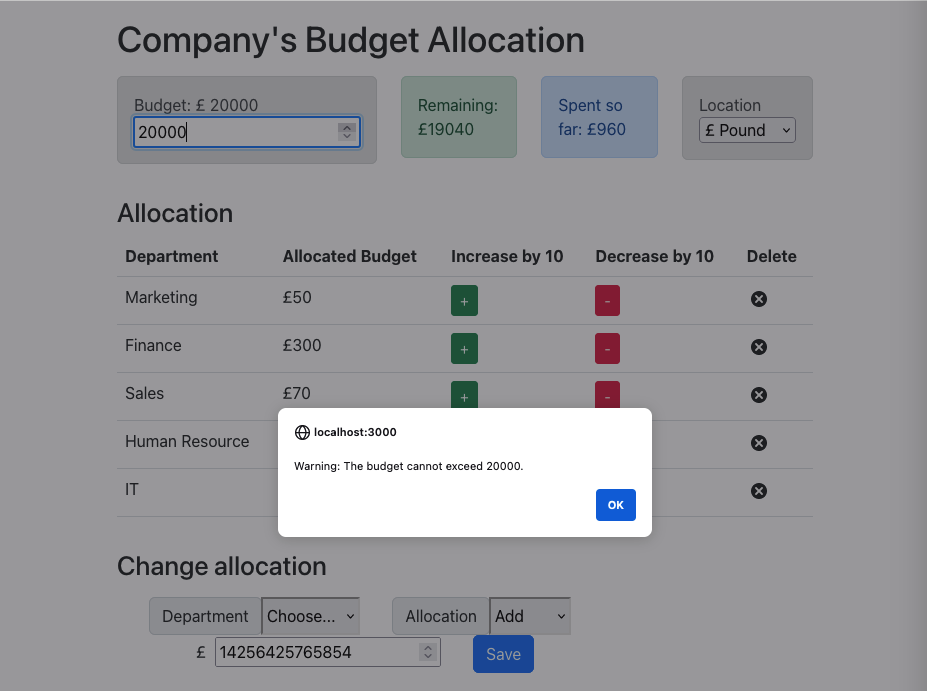 Company's Budget Allocation
Budget: £ 20000
20000
Remaining:
£19040
Spent so
far: £960
Location
£ Pound
Allocation
Department Allocated Budget Increase by 10 Decrease by 10 Delete
Marketing £50 + -
Finance £300 + -
Sales £70 + -
Human Resource
IT
localhost:3000
Warning: The budget cannot exceed 20000.
OK
Change allocation
Department Choose... Allocation Add
£ 14256425765854 Save